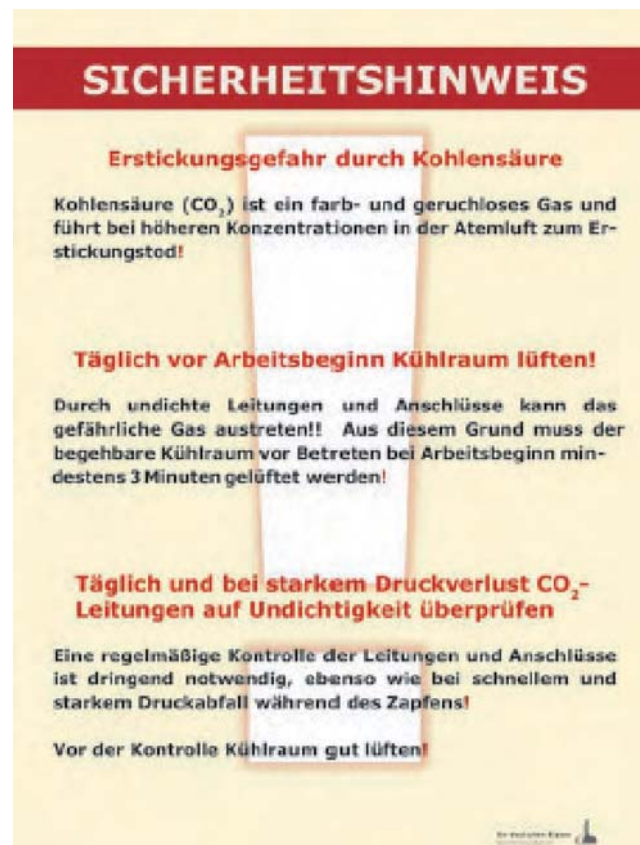 SICHERHEITSHINWEIS
Erstickungsgefahr durch Kohlensäure
Kohlensäure (CO₂) ist ein farb- und geruchloses Gas und
führt bei höheren Konzentrationen in der Atemluft zum Er-
stickungstod!
Täglich vor Arbeitsbeginn Kühlraum lüften!
Durch undichte Leitungen und Anschlüsse kann das
gefährliche Gas austreten!! Aus diesem Grund muss der
begehbare Kühlraum vor Betreten bei Arbeitsbeginn min-
destens 3 Minuten gelüftet werden!
Täglich und bei starkem Druckverlust CO₂-
Leitungen auf Undichtigkeit überprüfen
Eine regelmäßige Kontrolle der Leitungen und Anschlüsse
ist dringend notwendig, ebenso wie bei schnellem und
starkem Druckabfall während des Zapfens!
Vor der Kontrolle Kühlraum gut lüften!